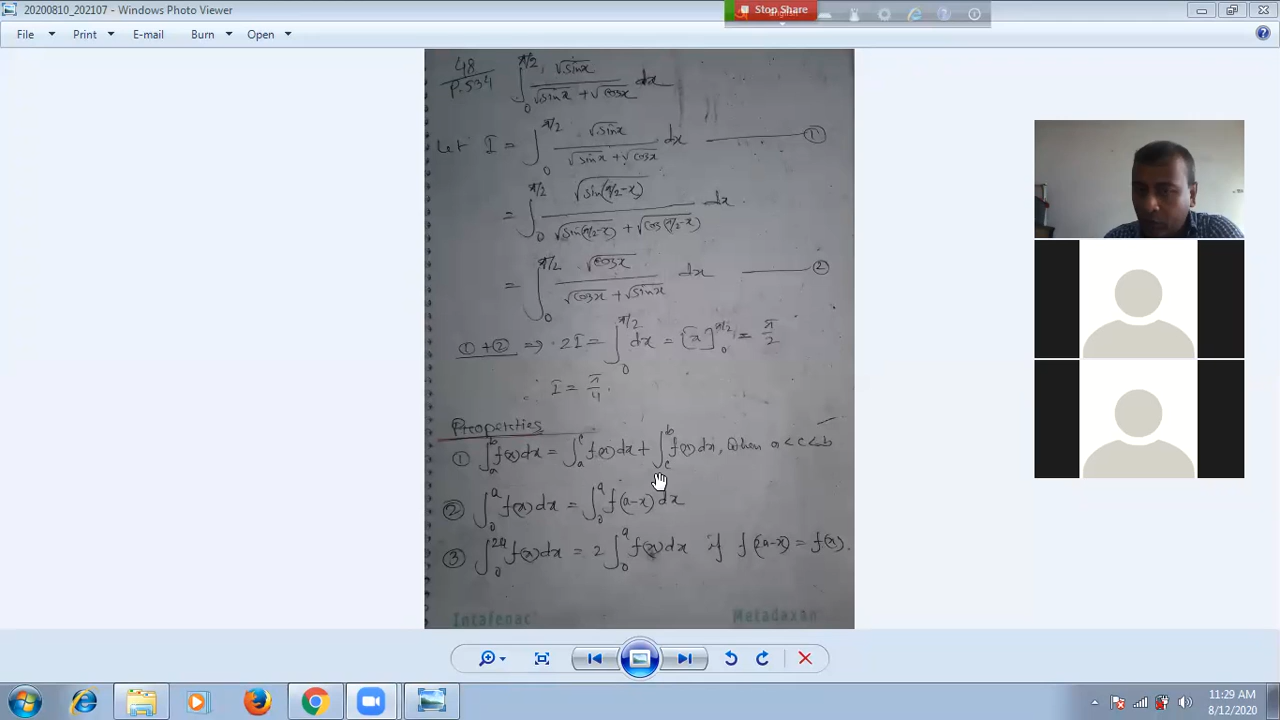 20200810_202107 - Windows Photo Viewer
Stop Share
English
File Print E-mail Burn Open
48/P.534 ∫₀^(π/2) √sinx/(√sinx + √cosx) dx
Let I = ∫₀^(π/2) √sinx/(√sinx + √cosx) dx ——— ①
= ∫₀^(π/2) √sin(π/2-x)/(√sin(π/2-x) + √cos(π/2-x)) dx.
= ∫₀^(π/2) √cosx/(√cosx + √sinx) dx ——— ②
① + ② ⇒ 2I = ∫₀^(π/2) dx = [x]₀^(π/2) = π/2
∴ I = π/4.
Properties
① ∫ₐᵇ f(x)dx = ∫ₐᶜ f(x)dx + ∫꜀ᵇ f(x)dx, When a<c<b
② ∫₀ᵃ f(x)dx = ∫₀ᵃ f(a-x)dx
③ ∫₀²ᵃ f(x)dx = 2 ∫₀ᵃ f(x)dx if f(2a-x) = f(x).
Intafenac Metadaxan
11:29 AM
8/12/2020